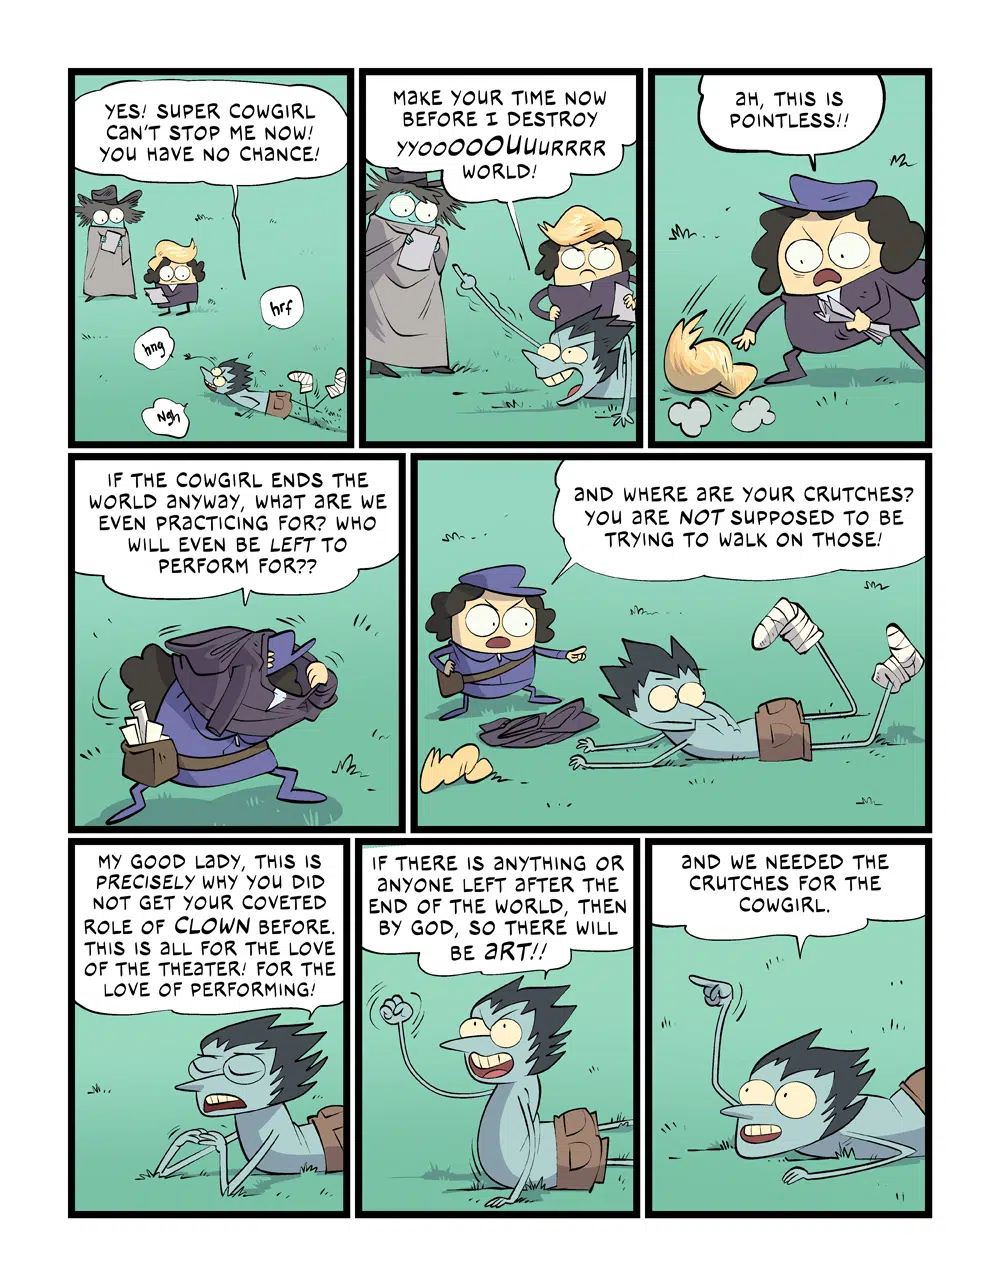 YES! SUPER COWGIRL
CAN'T STOP ME NOW!
YOU HAVE NO CHANCE!
hrf
hng
Ngh
MAKE YOUR TIME NOW
BEFORE I DESTROY
YYOOOOOUUUURRRR
WORLD!
AH, THIS IS
POINTLESS!!
IF THE COWGIRL ENDS THE
WORLD ANYWAY, WHAT ARE WE
EVEN PRACTICING FOR? WHO
WILL EVEN BE LEFT TO
PERFORM FOR??
AND WHERE ARE YOUR CRUTCHES?
YOU ARE NOT SUPPOSED TO BE
TRYING TO WALK ON THOSE!
MY GOOD LADY, THIS IS
PRECISELY WHY YOU DID
NOT GET YOUR COVETED
ROLE OF CLOWN BEFORE.
THIS IS ALL FOR THE LOVE
OF THE THEATER! FOR THE
LOVE OF PERFORMING!
IF THERE IS ANYTHING OR
ANYONE LEFT AFTER THE
END OF THE WORLD, THEN
BY GOD, SO THERE WILL
BE ART!!
AND WE NEEDED THE
CRUTCHES FOR THE
COWGIRL.